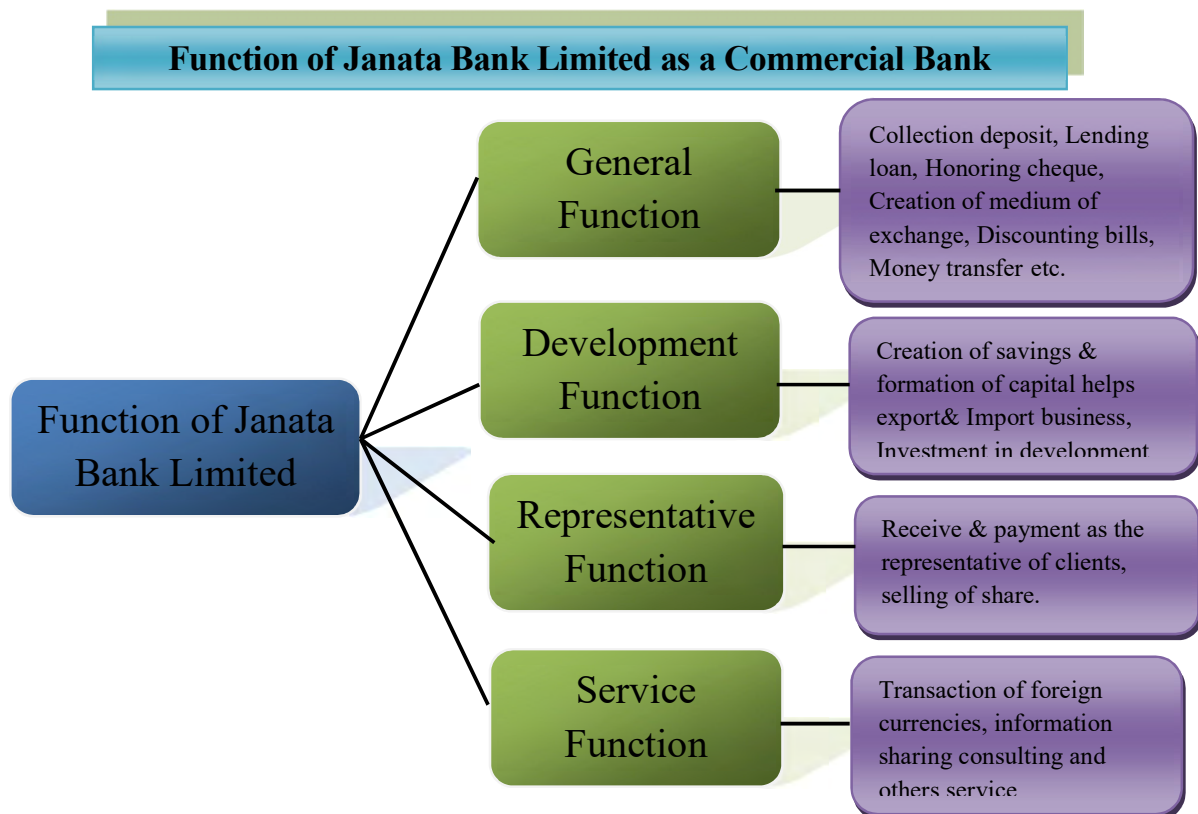 Function of Janata Bank Limited as a Commercial Bank
Function of Janata
Bank Limited
General
Function
Collection deposit, Lending
loan, Honoring cheque,
Creation of medium of
exchange, Discounting bills,
Money transfer etc.
Development
Function
Creation of savings &
formation of capital helps
export& Import business,
Investment in development
Representative
Function
Receive & payment as the
representative of clients,
selling of share.
Service
Function
Transaction of foreign
currencies, information
sharing consulting and
others service